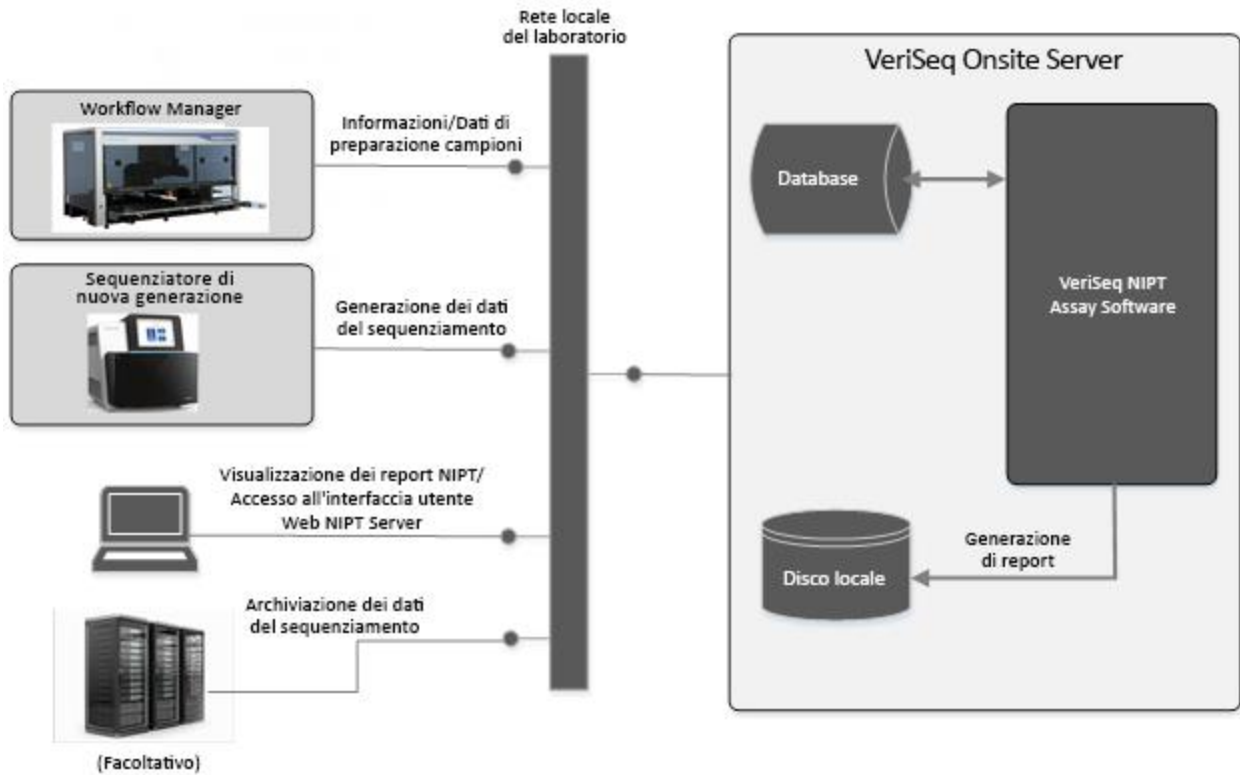 Rete locale
del laboratorio
VeriSeq Onsite Server
Workflow Manager
Informazioni/Dati di
preparazione campioni
Database
Sequenziatore di
nuova generazione
Generazione dei dati
del sequenziamento
VeriSeq NIPT
Assay Software
Visualizzazione dei report NIPT/
Accesso all'interfaccia utente
Web NIPT Server
Generazione
di report
Disco locale
Archiviazione dei dati
del sequenziamento
(Facoltativo)